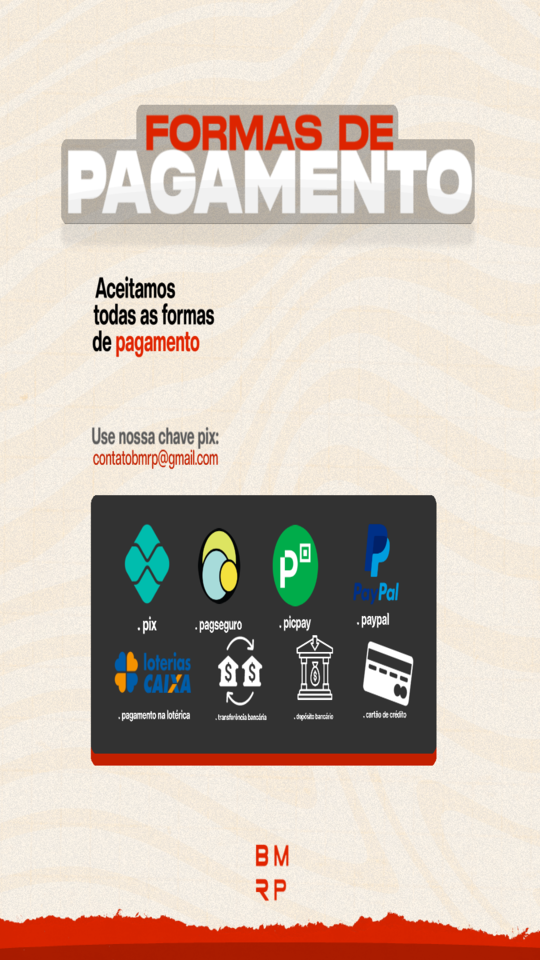 FORMAS DE
PAGAMENTO
Aceitamos
todas as formas
de pagamento
Use nossa chave pix:
contatobmrp@gmail.com
PayPal
. pix
. pagseguro
. picpay
. paypal
loterias
CAIXA
. pagamento na lotérica
. transferência bancária
. depósito bancário
. cartão de crédito
BM
RP